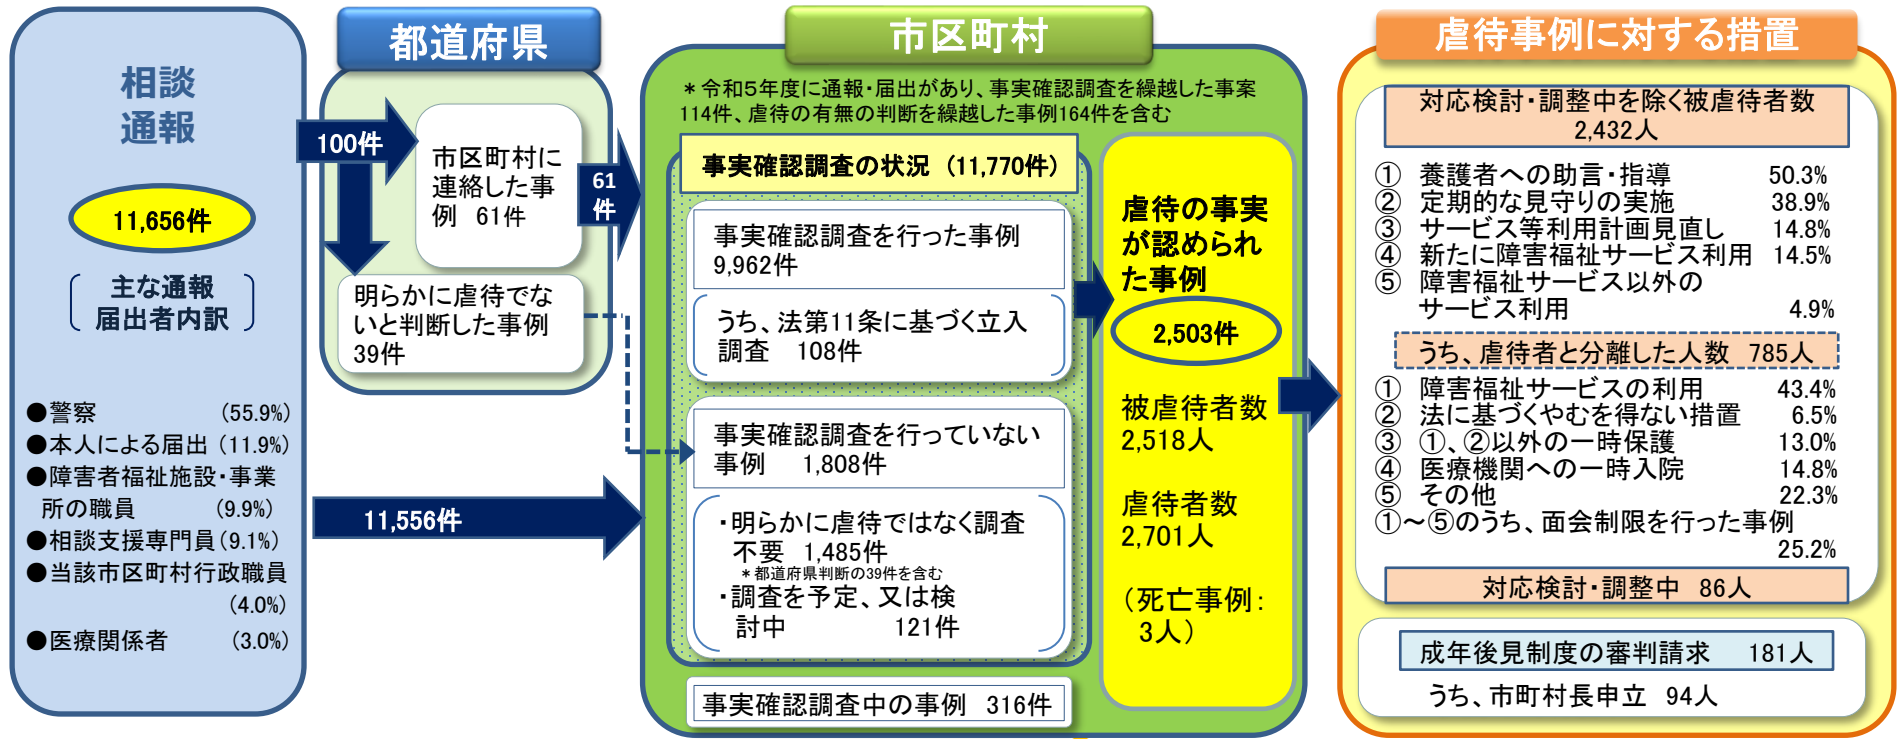 相談
通報
11,656件
主な通報
届出者内訳
●警察 (55.9%)
●本人による届出 (11.9%)
●障害者福祉施設・事業
所の職員 (9.9%)
●相談支援専門員 (9.1%)
●当該市区町村行政職員
(4.0%)
●医療関係者 (3.0%)
都道府県
100件
市区町村に
連絡した事
例 61件
61
件
明らかに虐待でな
いと判断した事例
39件
11,556件
市区町村
*令和5年度に通報・届出があり、事実確認調査を繰越した事案
114件、虐待の有無の判断を繰越した事例164件を含む
事実確認調査の状況 (11,770件)
事実確認調査を行った事例
9,962件
うち、法第11条に基づく立入
調査 108件
事実確認調査を行っていない
事例 1,808件
・明らかに虐待ではなく調査
不要 1,485件
*都道府県判断の39件を含む
・調査を予定、又は検
討中 121件
事実確認調査中の事例 316件
虐待の事実
が認められ
た事例
2,503件
被虐待者数
2,518人
虐待者数
2,701人
(死亡事例:
3人)
虐待事例に対する措置
対応検討・調整中を除く被虐待者数
2,432人
① 養護者への助言・指導 50.3%
② 定期的な見守りの実施 38.9%
③ サービス等利用計画見直し 14.8%
④ 新たに障害福祉サービス利用 14.5%
⑤ 障害福祉サービス以外の
サービス利用 4.9%
うち、虐待者と分離した人数 785人
① 障害福祉サービスの利用 43.4%
② 法に基づくやむを得ない措置 6.5%
③ ①、②以外の一時保護 13.0%
④ 医療機関への一時入院 14.8%
⑤ その他 22.3%
①～⑤のうち、面会制限を行った事例
25.2%
対応検討・調整中 86人
成年後見制度の審判請求 181人
うち、市町村長申立 94人